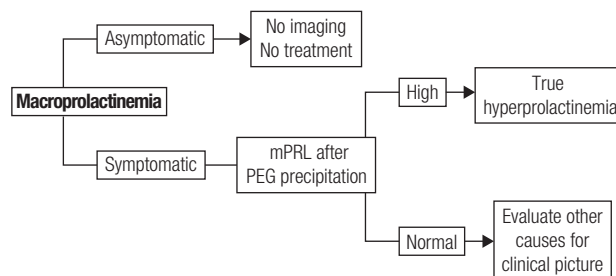 Asymptomatic
No imaging
No treatment
Macroprolactinemia
Symptomatic
mPRL after
PEG precipitation
High
True
hyperprolactinemia
Normal
Evaluate other
causes for
clinical picture